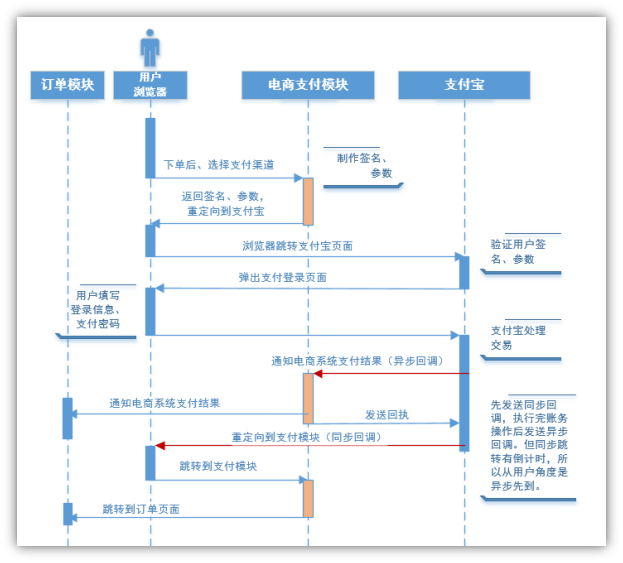 订单模块
用户
浏览器
电商支付模块
支付宝
下单后、选择支付渠道
制作签名、
参数
返回签名、参数，
重定向到支付宝
浏览器跳转支付宝页面
验证用户签
名、参数
弹出支付登录页面
用户填写
登录信息、
支付密码
支付宝处理
交易
通知电商系统支付结果（异步回调）
通知电商系统支付结果
发送回执
先发送同步回
调，执行完账务
操作后发送异步
回调。但同步跳
转有倒计时，所
以从用户角度是
异步先到。
重定向到支付模块（同步回调）
跳转到支付模块
跳转到订单页面